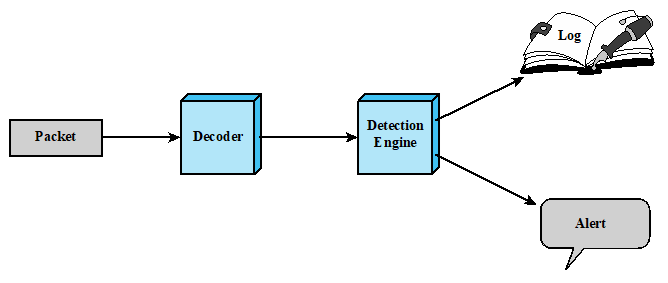 Packet
Decoder
Detection
Engine
Log
Alert